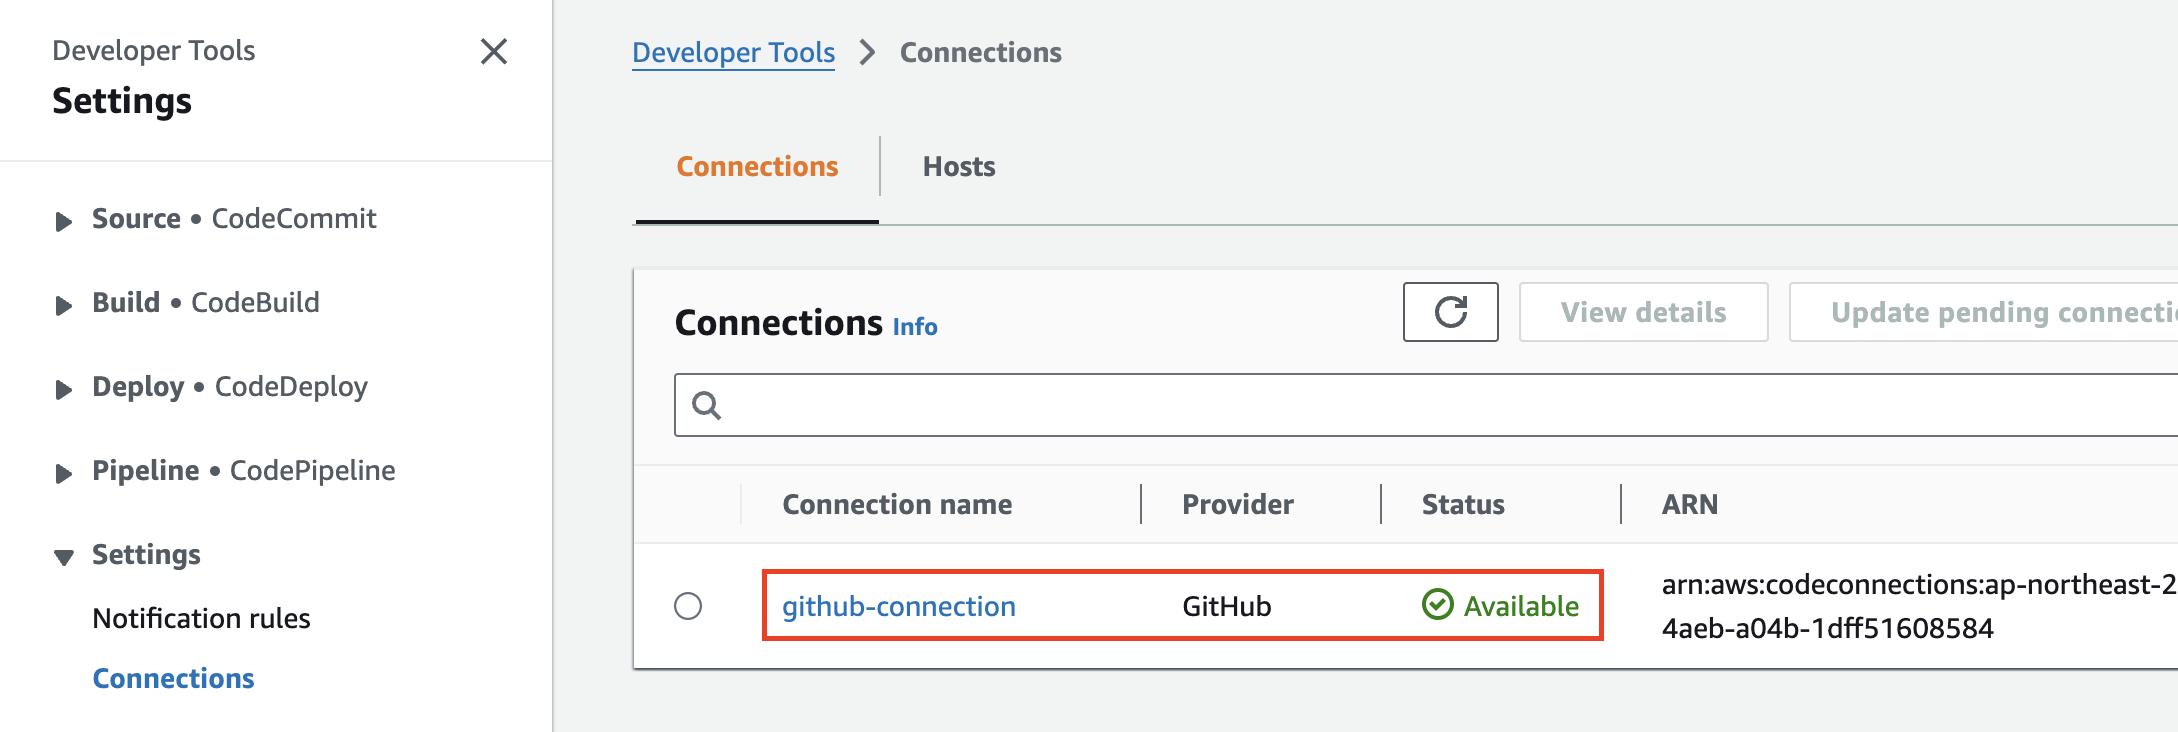 Developer Tools
Settings
Source • CodeCommit
Build • CodeBuild
Deploy • CodeDeploy
Pipeline • CodePipeline
Settings
Notification rules
Connections
Developer Tools > Connections
Connections Hosts
Connections Info View details Update pending
Connection name Provider Status ARN
github-connection GitHub Available arn:aws:codeconnections:ap-northeast-2
4aeb-a04b-1dff51608584